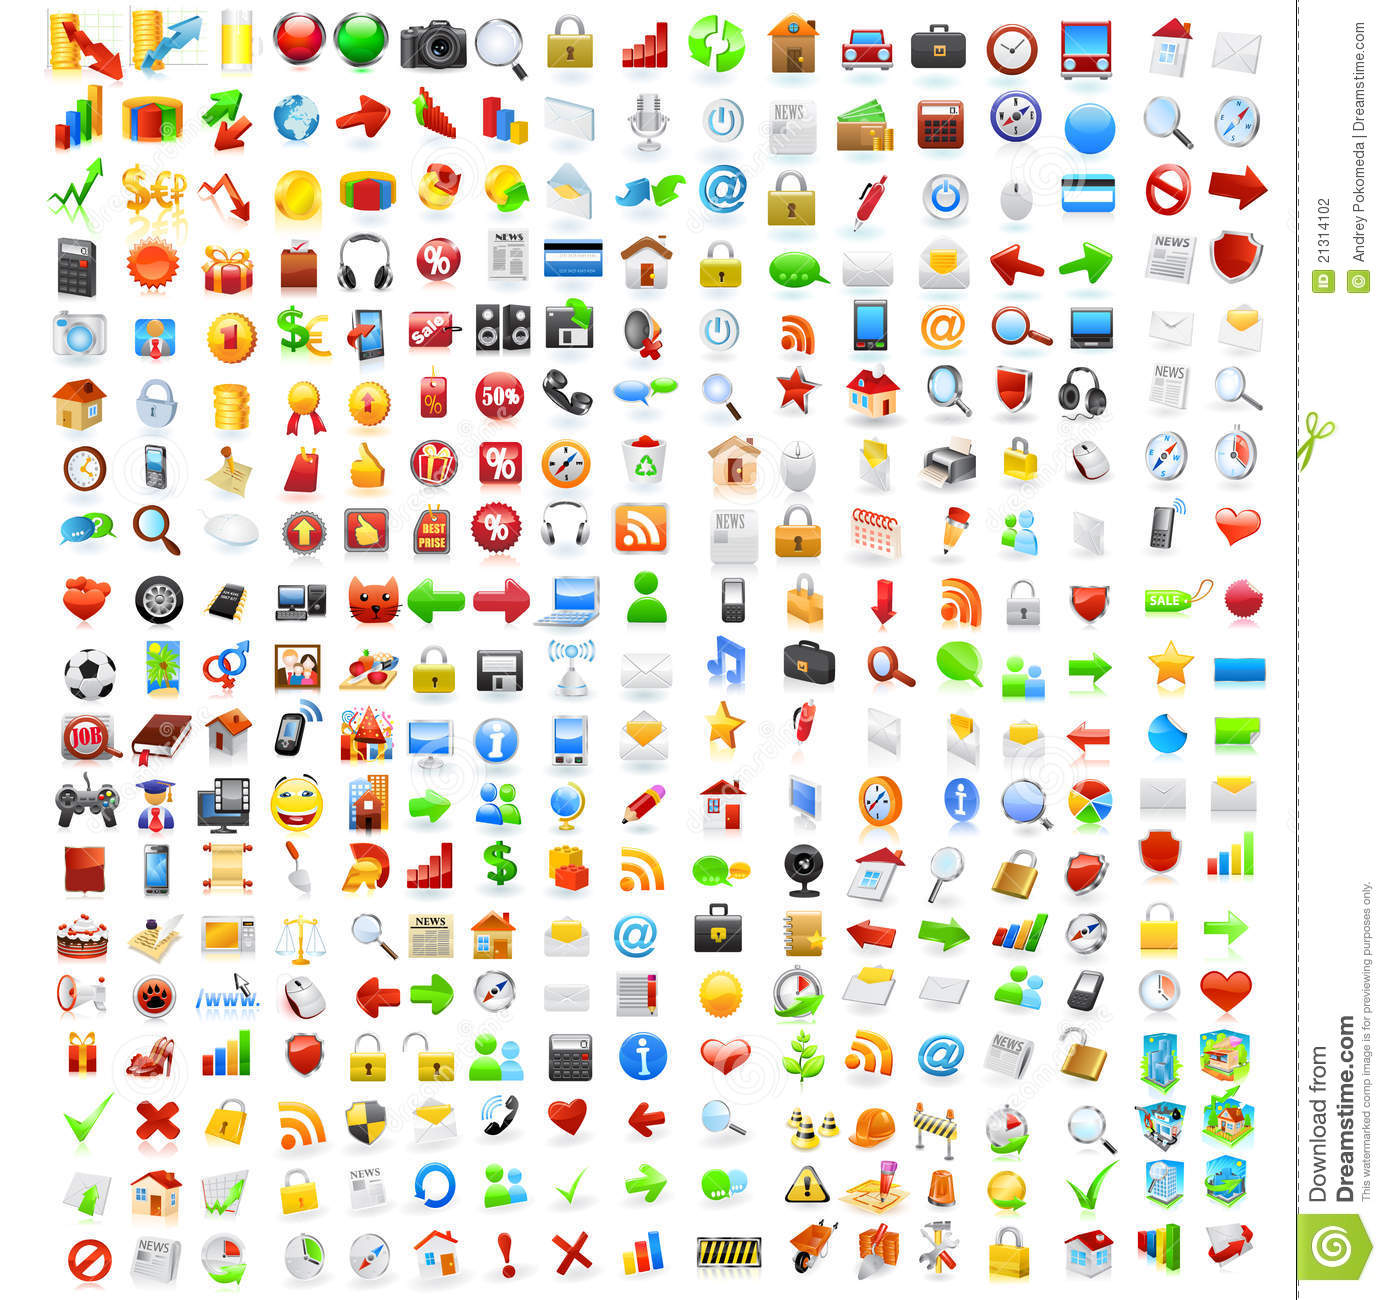 NEWS
N
S
W
E
$€£
%
NEWS
NEWS
1
$€
Sale
@
%
50%
NEWS
%
N
E
S
W
?
BEST
PRISE
%
NEWS
SALE
JOB
i
i
$
NEWS
@
/www.
i
@
NEWS
NEWS
!
NEWS
!
ID 21314102
© Andrey Pokomeda | Dreamstime.com
Download from
Dreamstime.com
This watermarked comp image is for previewing purposes only.